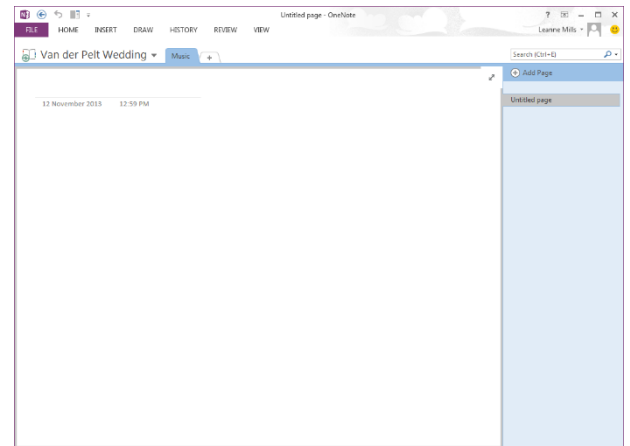 Untitled page - OneNote
FILE HOME INSERT DRAW HISTORY REVIEW VIEW Leanne Mills
Van der Pelt Wedding Music
Search (Ctrl+E)
Add Page
Untitled page
12 November 2015 12:59 PM